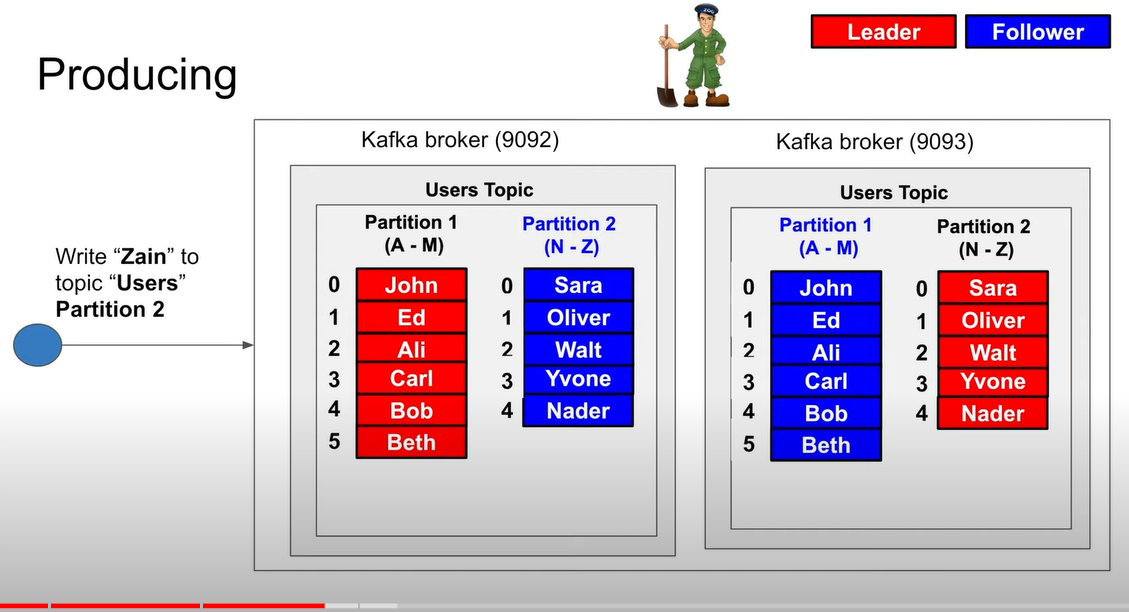 Leader
Follower
Producing
ZOO
Kafka broker (9092)
Kafka broker (9093)
Write “Zain” to
topic “Users”
Partition 2
Users Topic
Partition 1
(A - M)
0 John
1 Ed
2 Ali
3 Carl
4 Bob
5 Beth
Partition 2
(N - Z)
0 Sara
1 Oliver
2 Walt
3 Yvone
4 Nader
Users Topic
Partition 1
(A - M)
0 John
1 Ed
2 Ali
3 Carl
4 Bob
5 Beth
Partition 2
(N - Z)
0 Sara
1 Oliver
2 Walt
3 Yvone
4 Nader